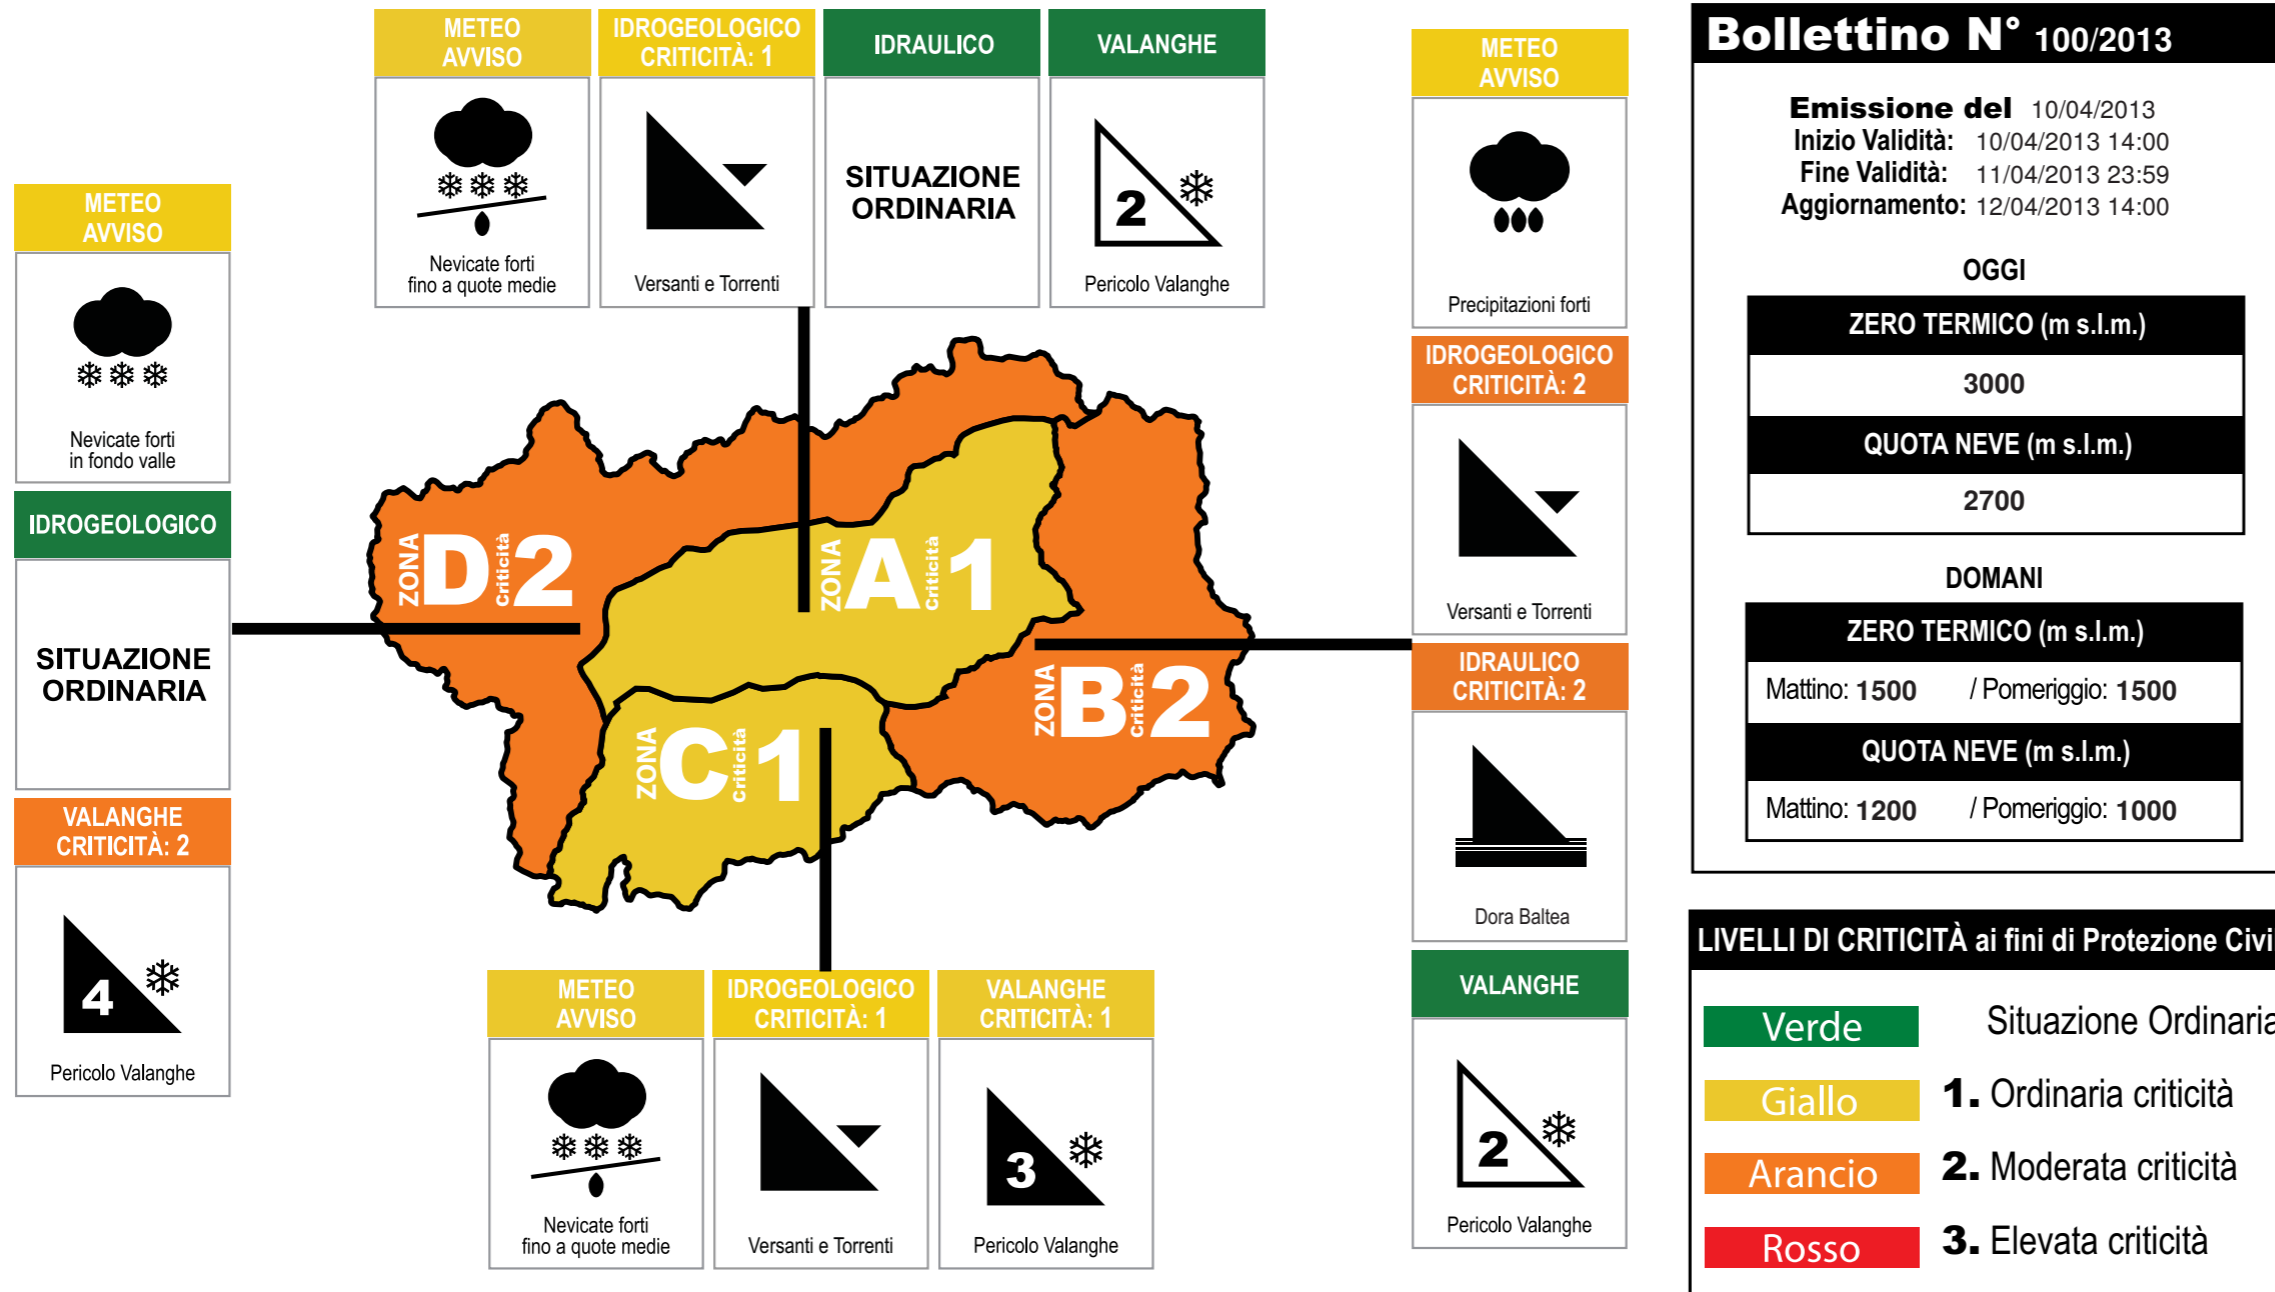 METEO
AVVISO
Nevicate forti
in fondo valle
IDROGEOLOGICO
SITUAZIONE
ORDINARIA
VALANGHE
CRITICITÀ: 2
4
Pericolo Valanghe
METEO
AVVISO
Nevicate forti
fino a quote medie
IDROGEOLOGICO
CRITICITÀ: 1
Versanti e Torrenti
IDRAULICO
SITUAZIONE
ORDINARIA
VALANGHE
2
Pericolo Valanghe
ZONA D Criticità 2
ZONA A Criticità 1
ZONA B Criticità 2
ZONA C Criticità 1
METEO
AVVISO
Nevicate forti
fino a quote medie
IDROGEOLOGICO
CRITICITÀ: 1
Versanti e Torrenti
VALANGHE
CRITICITÀ: 1
3
Pericolo Valanghe
METEO
AVVISO
Precipitazioni forti
IDROGEOLOGICO
CRITICITÀ: 2
Versanti e Torrenti
IDRAULICO
CRITICITÀ: 2
Dora Baltea
VALANGHE
2
Pericolo Valanghe
Bollettino N° 100/2013
Emissione del 10/04/2013
Inizio Validità: 10/04/2013 14:00
Fine Validità: 11/04/2013 23:59
Aggiornamento: 12/04/2013 14:00
OGGI
ZERO TERMICO (m s.l.m.)
3000
QUOTA NEVE (m s.l.m.)
2700
DOMANI
ZERO TERMICO (m s.l.m.)
Mattino: 1500 / Pomeriggio: 1500
QUOTA NEVE (m s.l.m.)
Mattino: 1200 / Pomeriggio: 1000
LIVELLI DI CRITICITÀ ai fini di Protezione Civi
Verde Situazione Ordinaria
Giallo 1. Ordinaria criticità
Arancio 2. Moderata criticità
Rosso 3. Elevata criticità